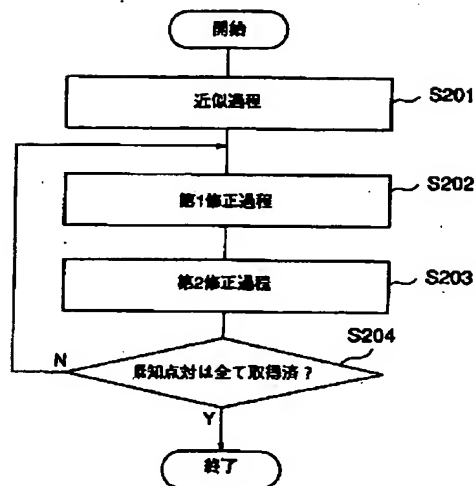 開始
近似過程
S201
第1修正過程
S202
第2修正過程
S203
S204
既知点対は全て取得済？
N
Y
終了